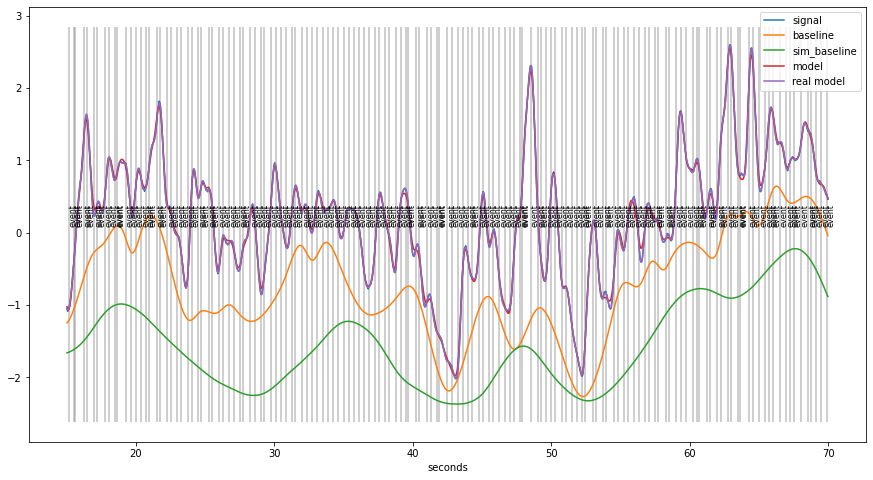 signal
baseline
sim_baseline
model
real model
3
2
1
0
−1
−2
event
20
30
40
50
60
70
seconds